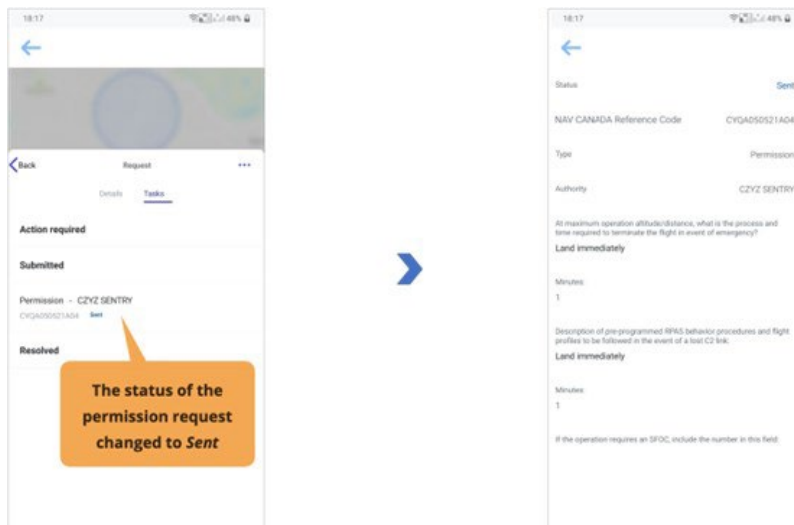 18:17
48%
Back
Request
Details
Tasks
Action required
Submitted
Permission - CZYZ SENTRY
CYQA050521A04 Sent
Resolved
The status of the
permission request
changed to Sent
18:17
48%
Status
Sent
NAV CANADA Reference Code
CYQA050521A04
Type
Permission
Authority
CZYZ SENTRY
At maximum operation altitude/distance, what is the process and
time required to terminate the flight in event of emergency?
Land immediately
Minutes
1
Description of pre-programmed RPAS behavior procedures and flight
profiles to be followed in the event of a lost C2 link:
Land immediately
Minutes
1
If the operation requires an SFOC, include the number in this field: